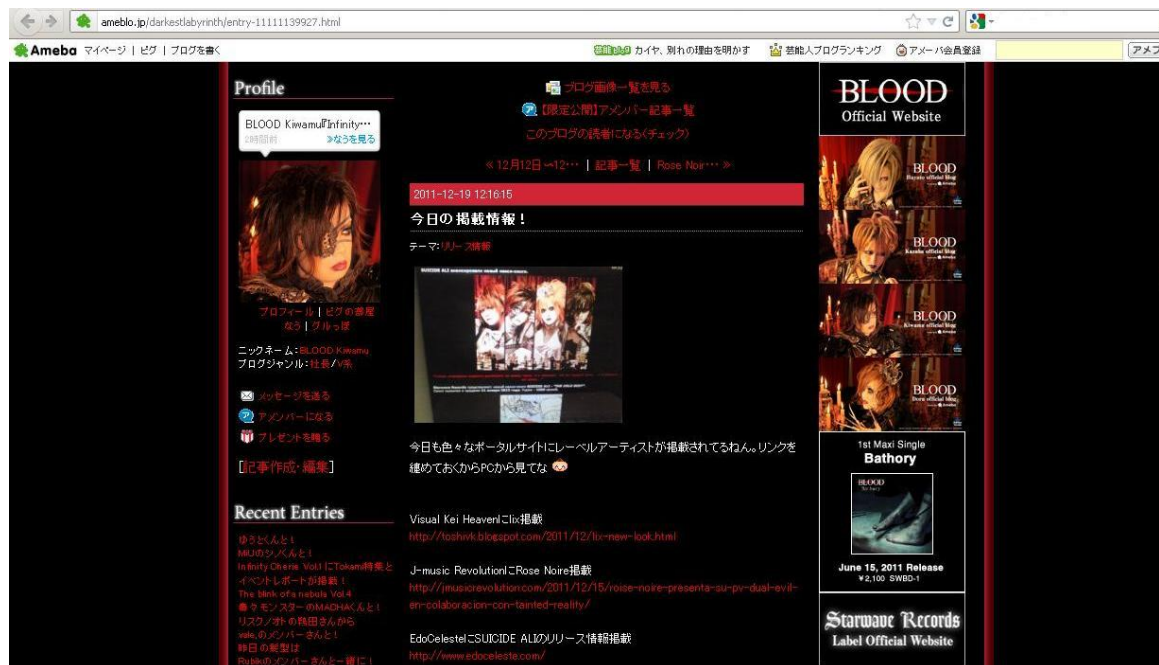 ameblo.jp/darkestlabyrinth/entry-11111139927.html
Ameba マイページ | ピグ | ブログを書く
カイヤ、別れの理由を明かす
芸能人ブログランキング
アメーバ会員登録
Profile
BLOOD Kiwamu『Infinity…
2時間前 »なうを見る
プロフィール | ピグの部屋
なう | グルっぽ
ニックネーム:BLOOD Kiwamu
ブログジャンル:社長/V系
メッセージを送る
アメンバーになる
プレゼントを贈る
[記事作成・編集]
Recent Entries
ゆうとくんと!
MiUのシノくんと!
Infinity Cherie Vol.1にTokami特集と
イベントレポートが掲載!
The blink of a nebula Vol.4
毒々モンスターのMAOHAくんと!
リスクノオトの鴨田さんから
vale.のメンバーさんと!
昨日の髪型は
Rubikのメンバーさんと一緒に!
ブログ画像一覧を見る
【限定公開】アメンバー記事一覧
このブログの読者になる(チェック)
« 12月12日〜12… | 記事一覧 | Rose Noir… »
2011-12-19 12:16:15
今日の掲載情報!
テーマ:リリース情報
今日も色々なポータルサイトにレーベルアーティストが掲載されてるねん。リンクを
纏めておくからPCから見てな
Visual Kei Heavenにlix掲載
http://toshivk.blogspot.com/2011/12/lix-new-look.html
J-music RevolutionにRose Noire掲載
http://jmusicrevolution.com/2011/12/15/roise-noire-presenta-su-pv-dual-evil-
en-colaboracion-con-tainted-reality/
EdoCelesteにSUICIDE ALIのリリース情報掲載
http://www.edoceleste.com/
BLOOD
Official Website
BLOOD
Hayato official blog
BLOOD
Kazuha official blog
BLOOD
Kiwamu official blog
BLOOD
Dora official blog
1st Maxi Single
Bathory
BLOOD
June 15, 2011 Release
¥2,100 SWBD-1
Starwave Records
Label Official Website